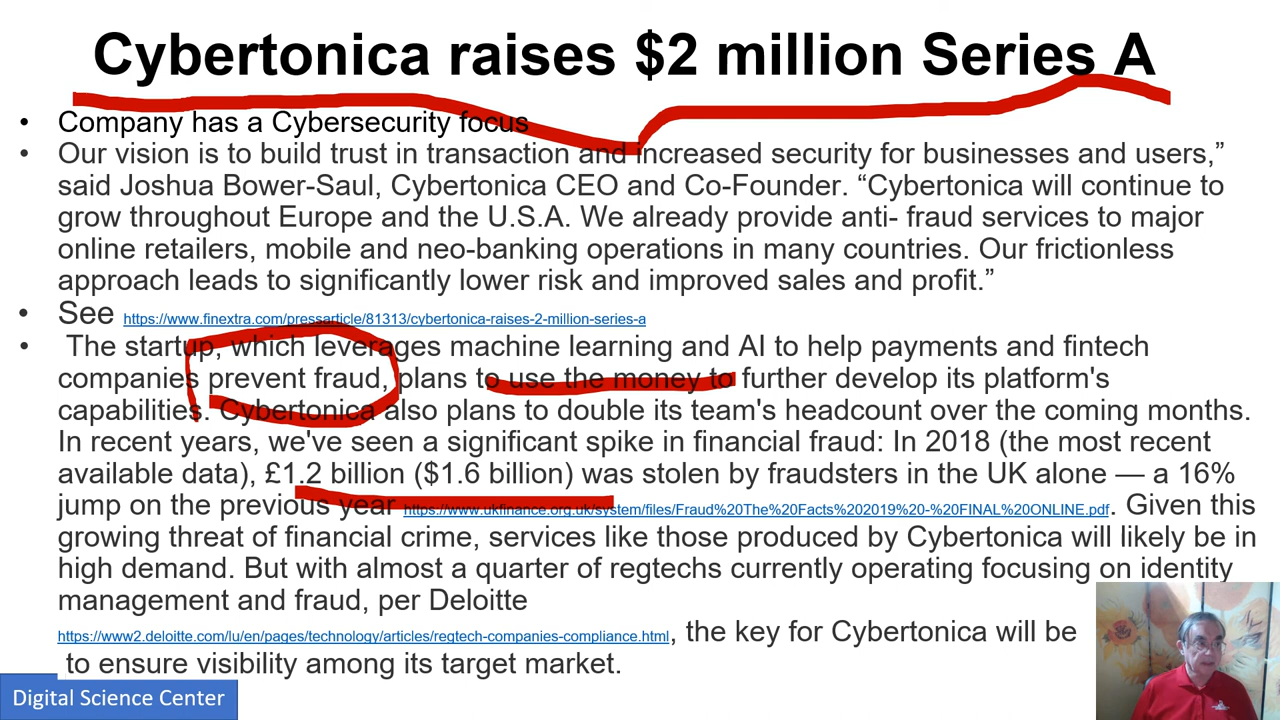 Cybertonica raises $2 million Series A
• Company has a Cybersecurity focus
• Our vision is to build trust in transaction and increased security for businesses and users,”
said Joshua Bower-Saul, Cybertonica CEO and Co-Founder. “Cybertonica will continue to
grow throughout Europe and the U.S.A. We already provide anti- fraud services to major
online retailers, mobile and neo-banking operations in many countries. Our frictionless
approach leads to significantly lower risk and improved sales and profit.”
• See https://www.finextra.com/pressarticle/81313/cybertonica-raises-2-million-series-a
• The startup, which leverages machine learning and AI to help payments and fintech
companies prevent fraud, plans to use the money to further develop its platform's
capabilities. Cybertonica also plans to double its team's headcount over the coming months.
In recent years, we've seen a significant spike in financial fraud: In 2018 (the most recent
available data), £1.2 billion ($1.6 billion) was stolen by fraudsters in the UK alone — a 16%
jump on the previous year https://www.ukfinance.org.uk/system/files/Fraud%20The%20Facts%202019%20-%20FINAL%20ONLINE.pdf. Given this
growing threat of financial crime, services like those produced by Cybertonica will likely be in
high demand. But with almost a quarter of regtechs currently operating focusing on identity
management and fraud, per Deloitte
https://www2.deloitte.com/lu/en/pages/technology/articles/regtech-companies-compliance.html, the key for Cybertonica will be
to ensure visibility among its target market.
Digital Science Center